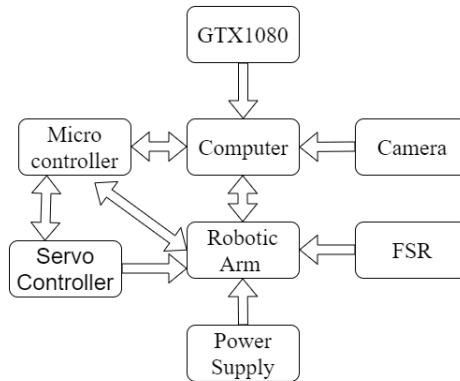 GTX1080
Micro
controller
Computer
Camera
Servo
Controller
Robotic
Arm
FSR
Power
Supply